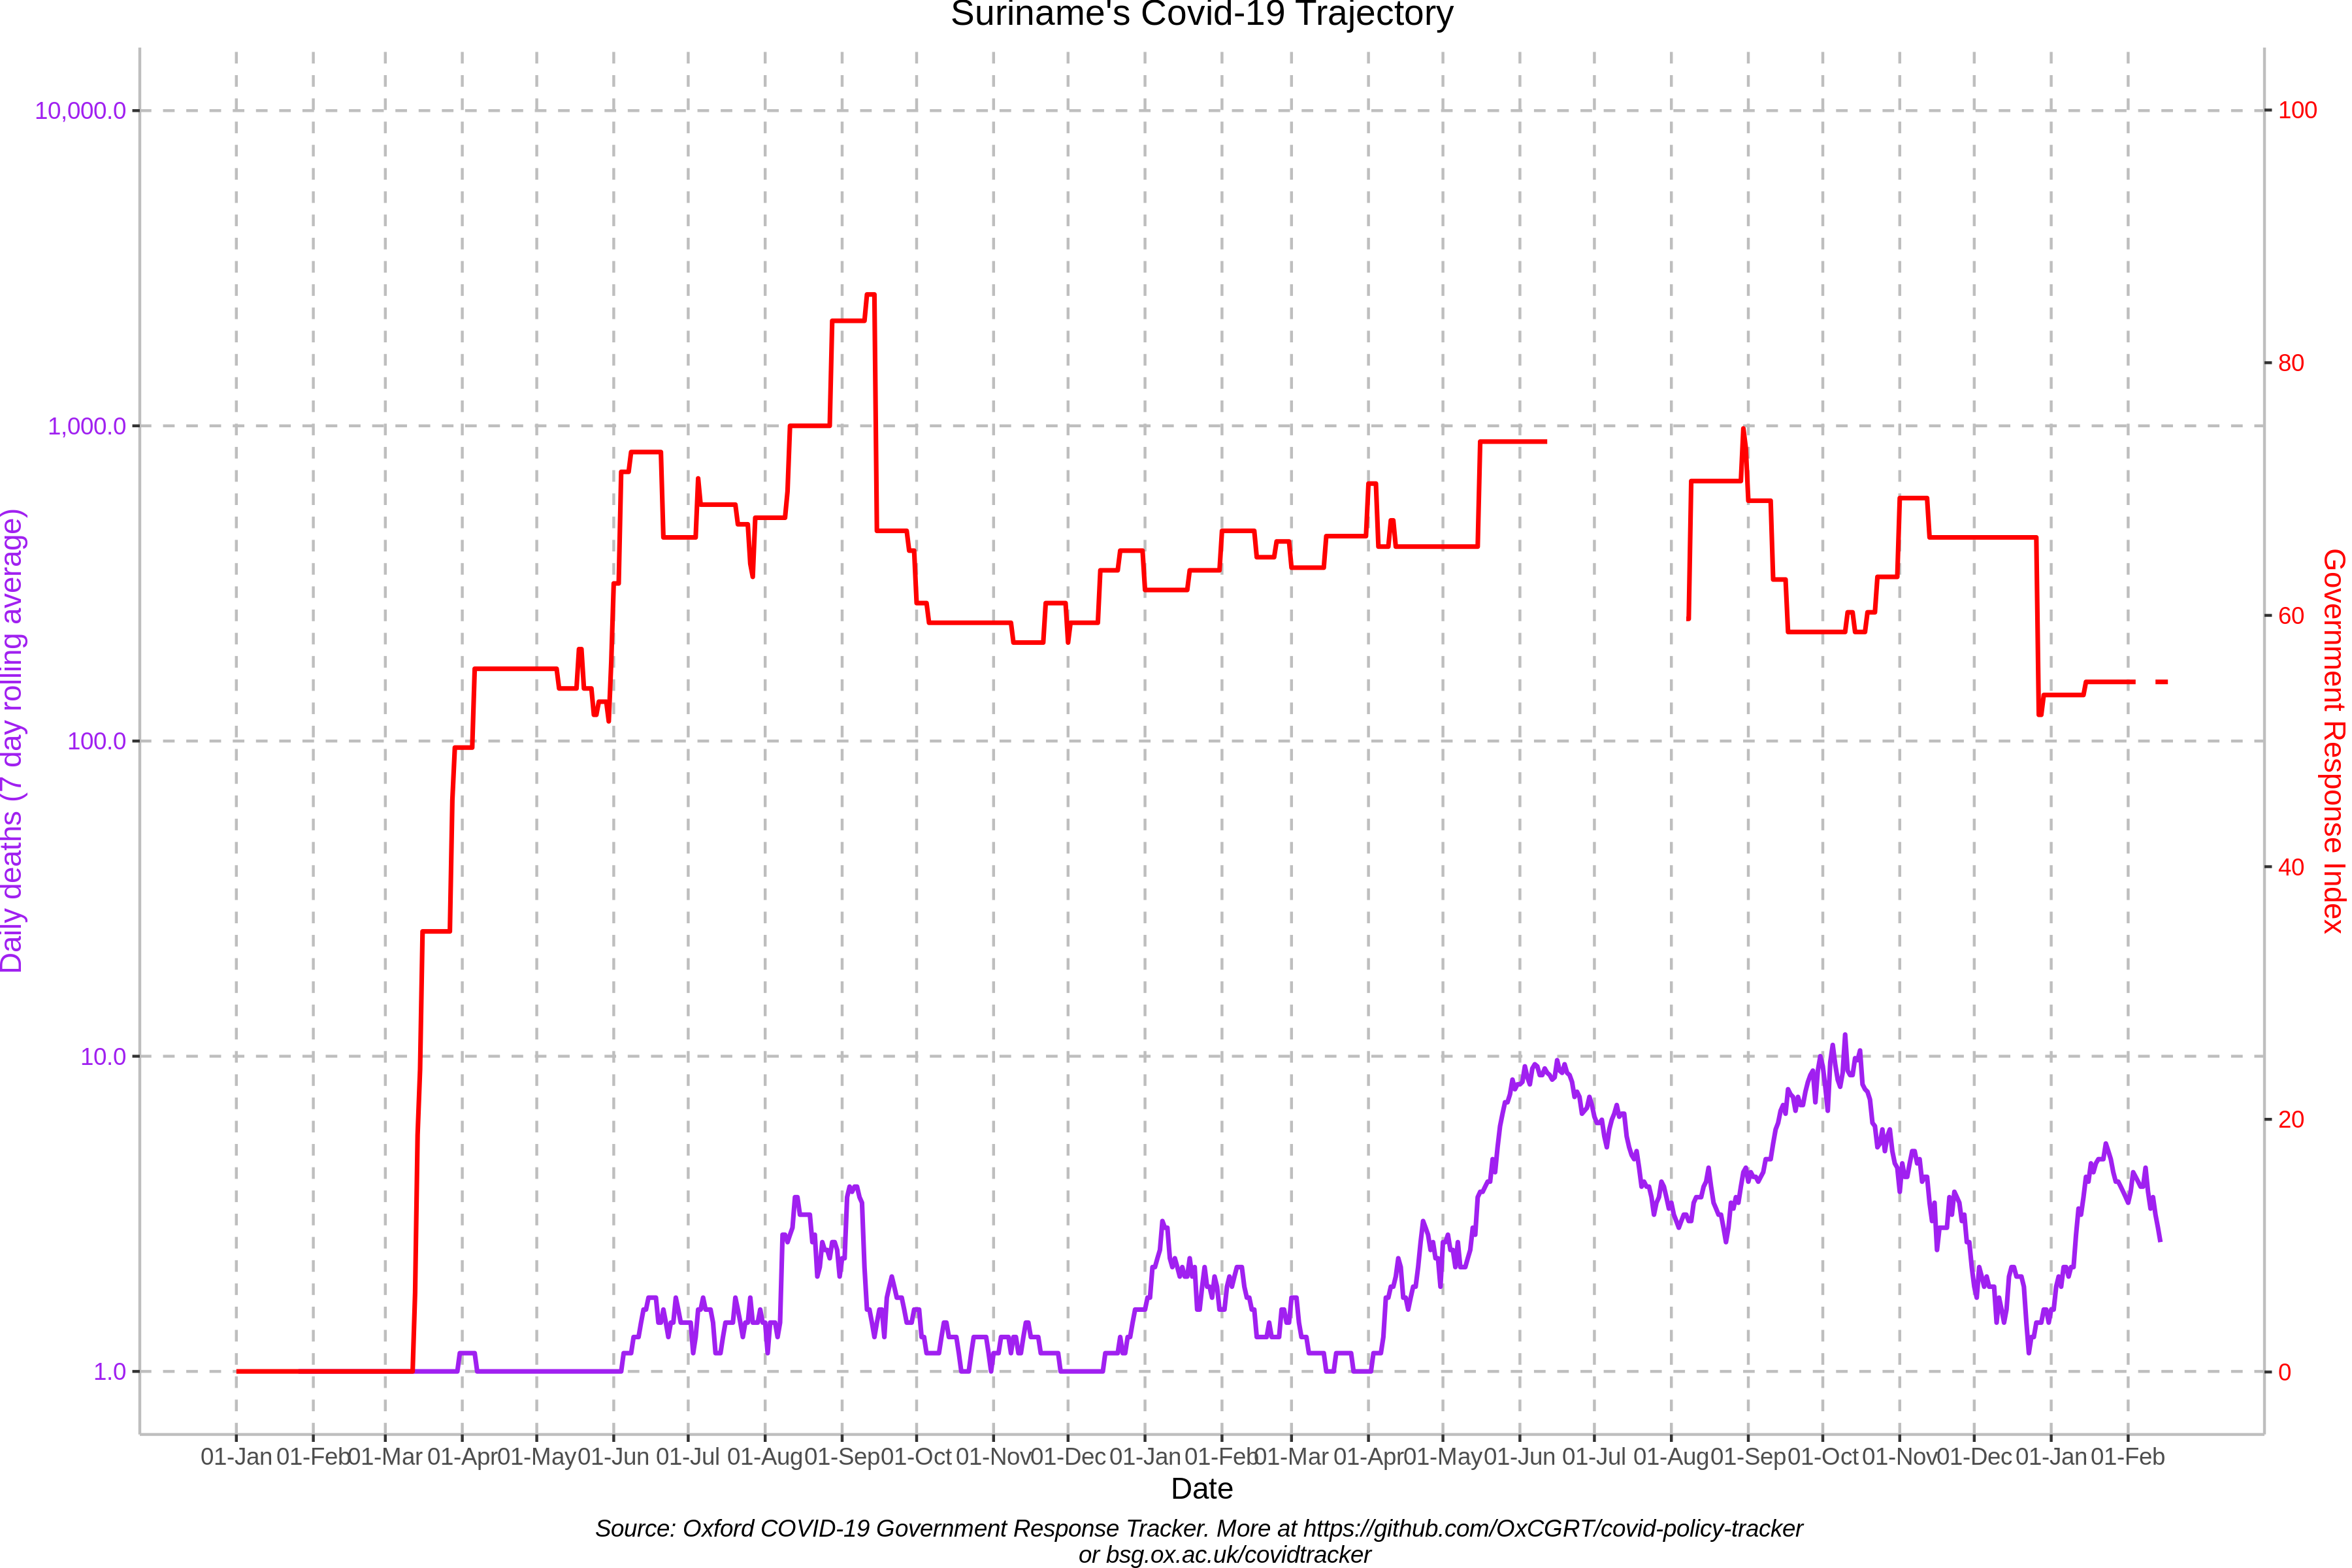 Suriname's Covid-19 Trajectory
10,000.0
1,000.0
100.0
10.0
1.0
Daily deaths (7 day rolling average)
100
80
60
40
20
0
Government Response Index
01-Jan 01-Feb 01-Mar 01-Apr 01-May 01-Jun 01-Jul 01-Aug 01-Sep 01-Oct 01-Nov 01-Dec 01-Jan 01-Feb 01-Mar 01-Apr 01-May 01-Jun 01-Jul 01-Aug 01-Sep 01-Oct 01-Nov 01-Dec 01-Jan 01-Feb
Date
Source: Oxford COVID-19 Government Response Tracker. More at https://github.com/OxCGRT/covid-policy-tracker
or bsg.ox.ac.uk/covidtracker